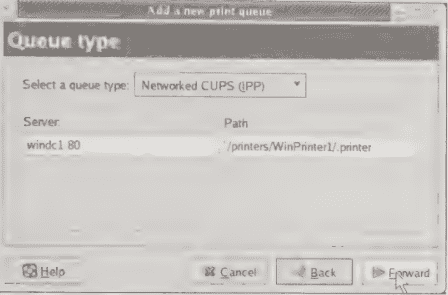 Add a new print queue
Queue type
Select a queue type: Networked CUPS (IPP)
Server: Path
windc1 80 /printers/WinPrinter1/.printer
Help Cancel Back Forward